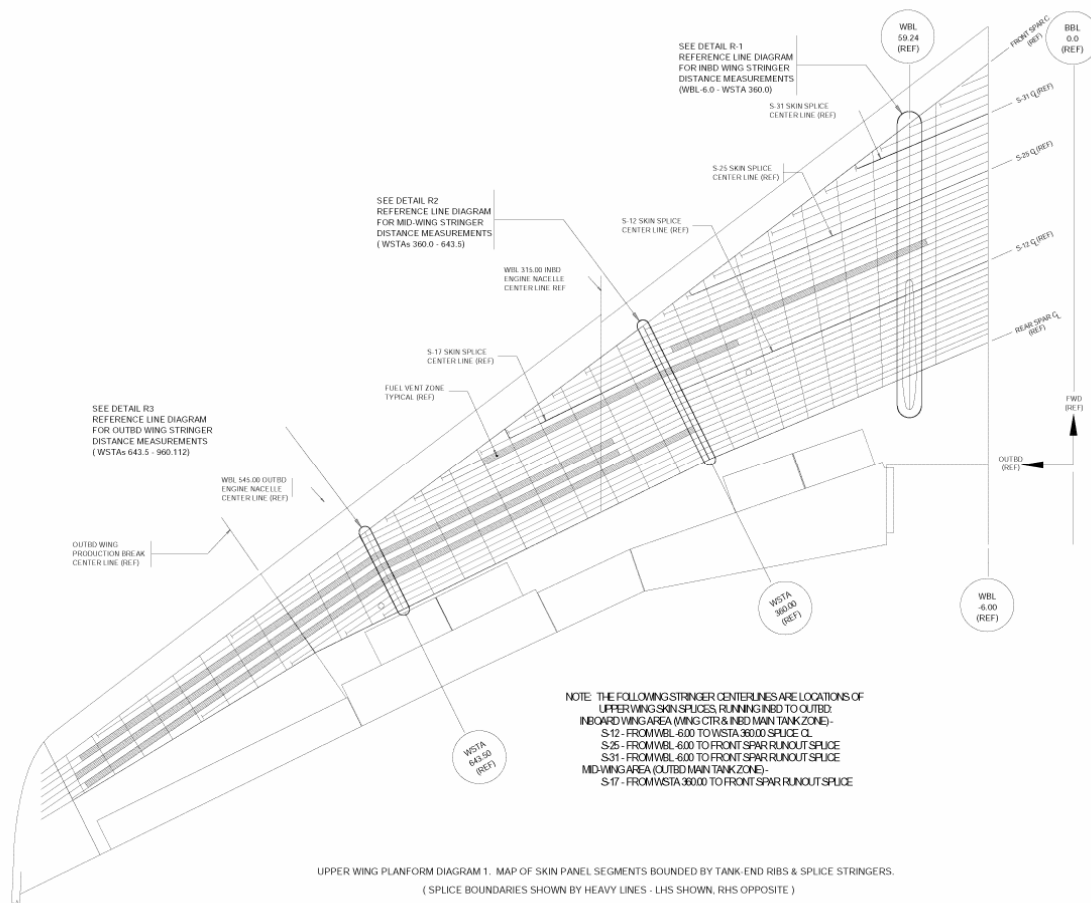 WBL
59.24
(REF)
BBL
0.0
(REF)
FRONT SPAR C
(REF)
SEE DETAIL R-1
REFERENCE LINE DIAGRAM
FOR INBD WING STRINGER
DISTANCE MEASUREMENTS
(WBL-6.0 - WSTA 360.0)
S-31 SKIN SPLICE
CENTER LINE (REF)
S-31 ℄ (REF)
S-25 ℄ (REF)
S-25 SKIN SPLICE
CENTER LINE (REF)
SEE DETAIL R2
REFERENCE LINE DIAGRAM
FOR MID-WING STRINGER
DISTANCE MEASUREMENTS
( WSTAs 360.0 - 643.5)
S-12 SKIN SPLICE
CENTER LINE (REF)
S-12 ℄ (REF)
WBL 315.00 INBD
ENGINE NACELLE
CENTER LINE REF
REAR SPAR ℄
(REF)
S-17 SKIN SPLICE
CENTER LINE (REF)
FUEL VENT ZONE
TYPICAL (REF)
FWD
(REF)
SEE DETAIL R3
REFERENCE LINE DIAGRAM
FOR OUTBD WING STRINGER
DISTANCE MEASUREMENTS
( WSTAs 643.5 - 960.112)
OUTBD
(REF)
WBL 545.00 OUTBD
ENGINE NACELLE
CENTER LINE (REF)
OUTBD WING
PRODUCTION BREAK
CENTER LINE (REF)
WSTA
360.00
(REF)
WBL
-6.00
(REF)
WSTA
643.50
(REF)
NOTE: THE FOLLOWING STRINGER CENTERLINES ARE LOCATIONS OF
UPPER WING SKIN SPLICES, RUNNING INBD TO OUTBD:
INBOARD WING AREA (WING CTR & INBD MAIN TANK ZONE) -
S-12 - FROM WBL -6.00 TO WSTA 360.00 SPLICE CL
S-25 - FROM WBL -6.00 TO FRONT SPAR RUNOUT SPLICE
S-31 - FROM WBL -6.00 TO FRONT SPAR RUNOUT SPLICE
MID-WING AREA (OUTBD MAIN TANK ZONE) -
S-17 - FROM WSTA 360.00 TO FRONT SPAR RUNOUT SPLICE
UPPER WING PLANFORM DIAGRAM 1. MAP OF SKIN PANEL SEGMENTS BOUNDED BY TANK-END RIBS & SPLICE STRINGERS.
( SPLICE BOUNDARIES SHOWN BY HEAVY LINES - LHS SHOWN, RHS OPPOSITE )